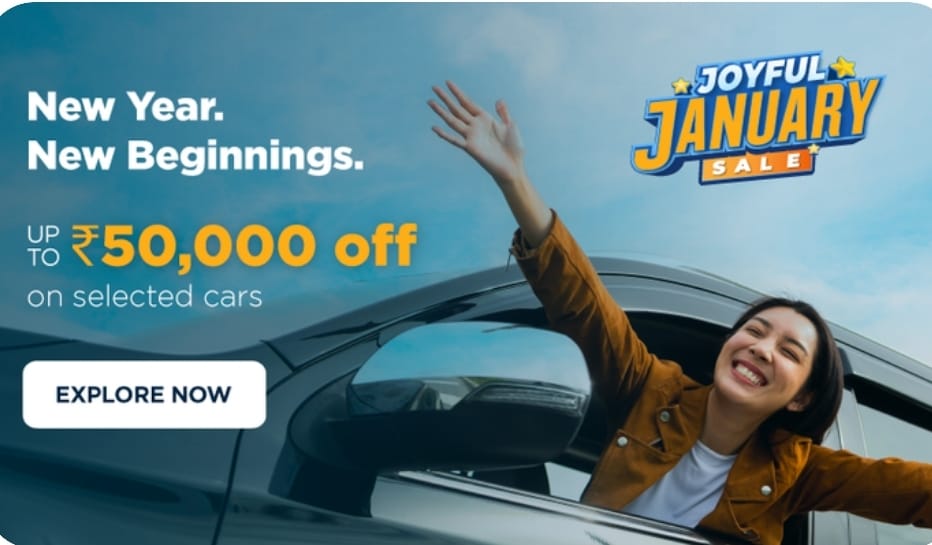 New Year.
New Beginnings.
UP TO ₹50,000 off
on selected cars
EXPLORE NOW
JOYFUL
JANUARY
SALE